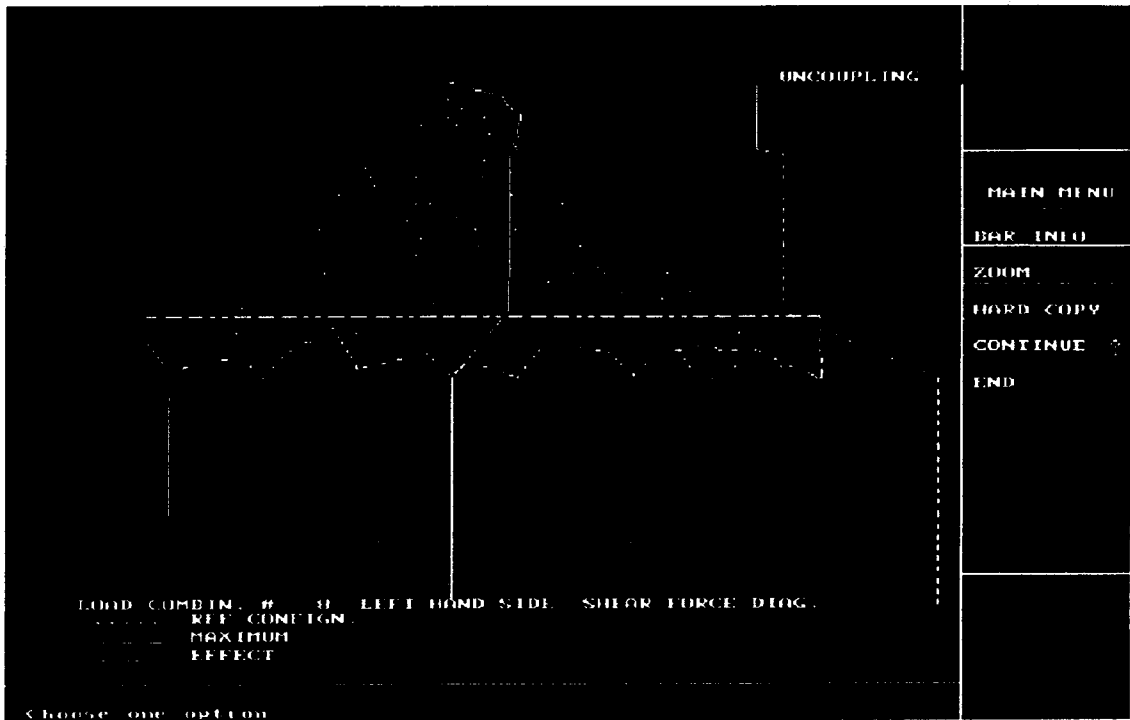 UNCOUPLING
MAIN MENU
BAR INFO
ZOOM
HARD COPY
CONTINUE
END
LOAD COMBIN. # 8 LEFT HAND SIDE SHEAR FORCE DIAG.
REF CONFIGN.
MAXIMUM
EFFECT
Choose one option